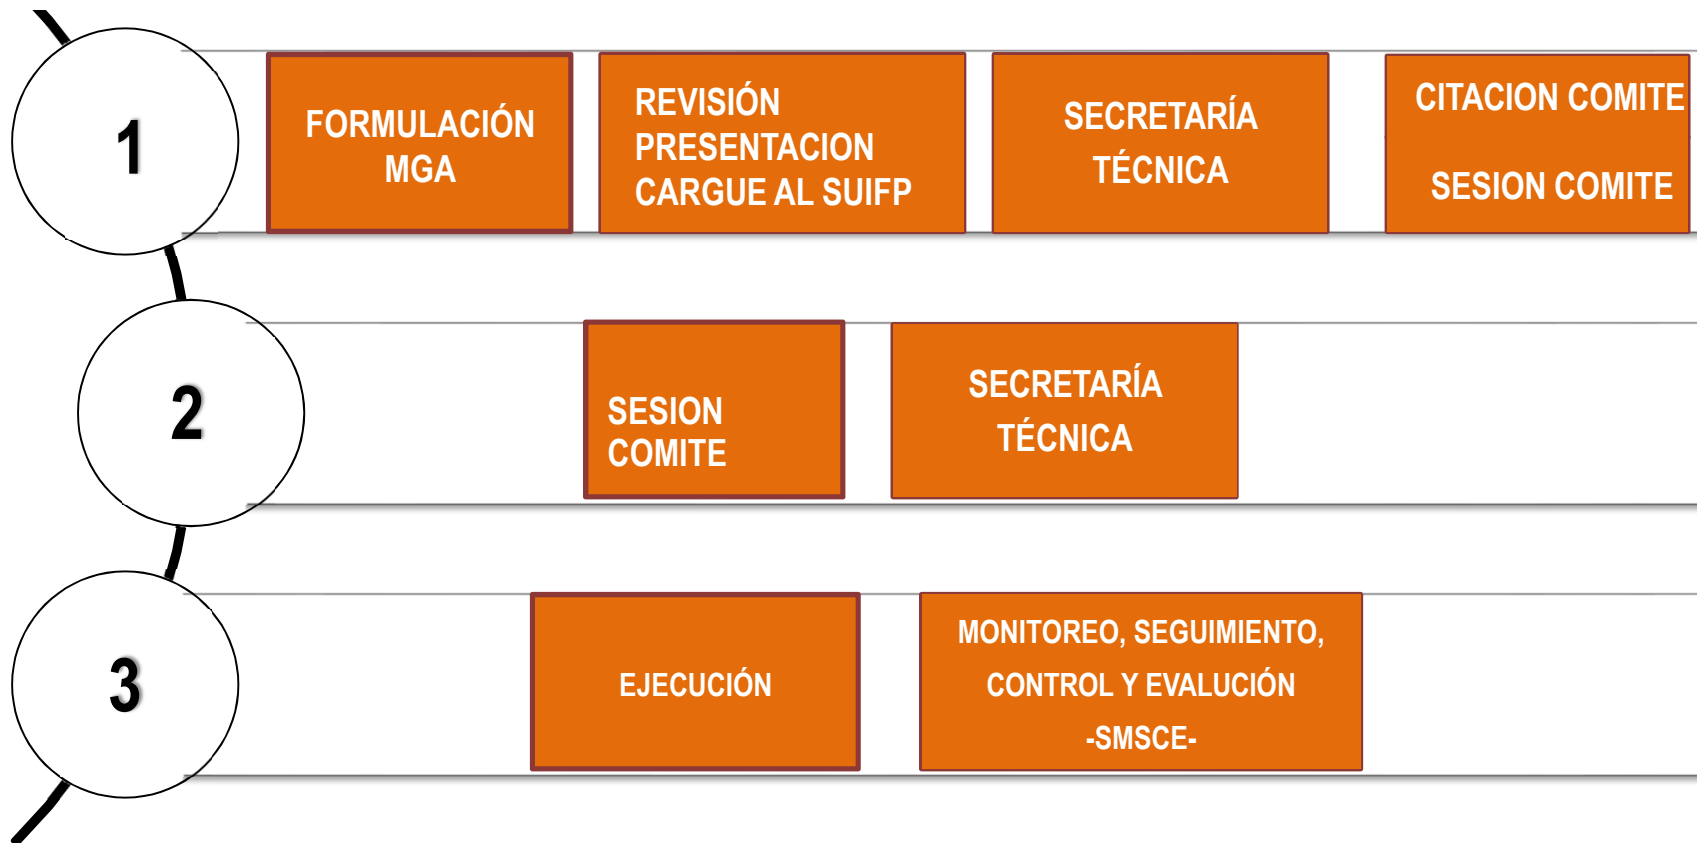 1
FORMULACIÓN
MGA
REVISIÓN
PRESENTACION
CARGUE AL SUIFP
SECRETARÍA
TÉCNICA
CITACION COMITE
SESION COMITE
2
SESION
COMITE
SECRETARÍA
TÉCNICA
3
EJECUCIÓN
MONITOREO, SEGUIMIENTO,
CONTROL Y EVALUCIÓN
-SMSCE-